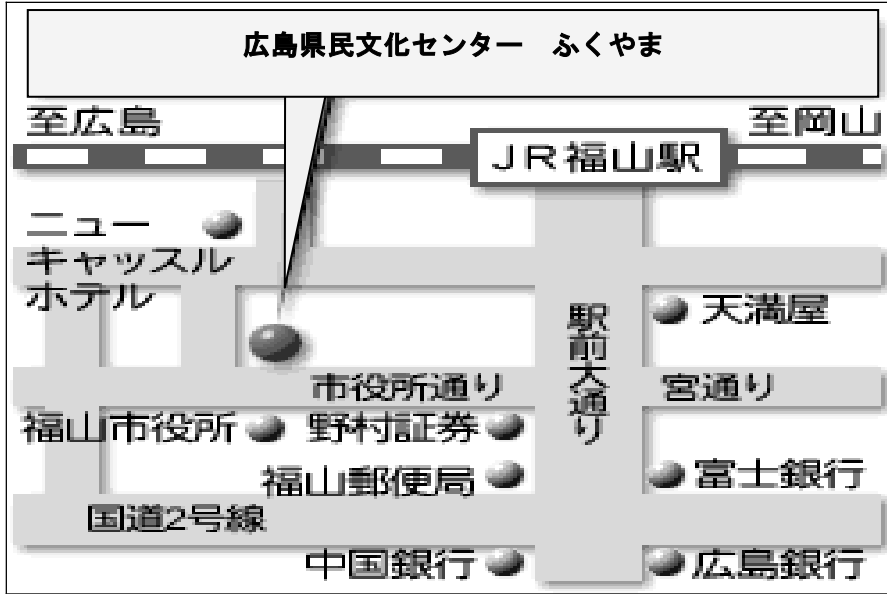 広島県民文化センター　ふくやま
至広島
至岡山
JR福山駅
ニュー
キャッスル
ホテル
天満屋
駅前大通り
市役所通り
宮通り
福山市役所
野村証券
福山郵便局
富士銀行
国道2号線
中国銀行
広島銀行